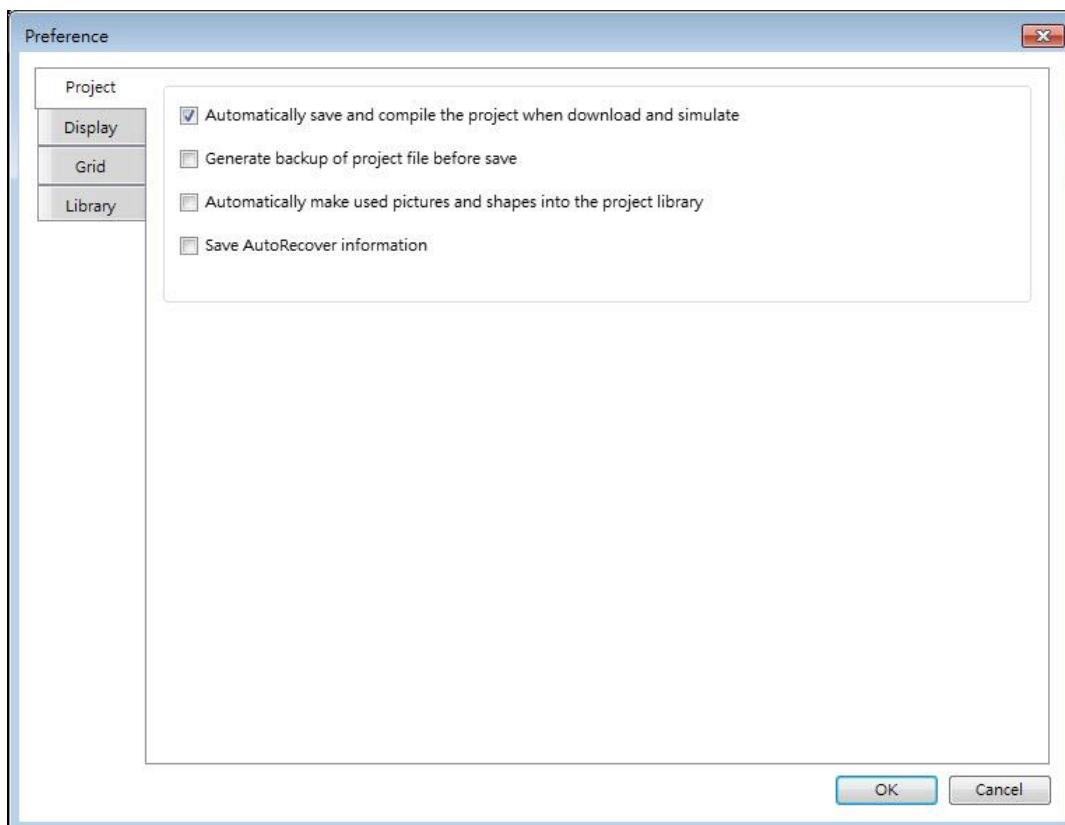 Preference
Project
Display
Grid
Library
Automatically save and compile the project when download and simulate
Generate backup of project file before save
Automatically make used pictures and shapes into the project library
Save AutoRecover information
OK
Cancel